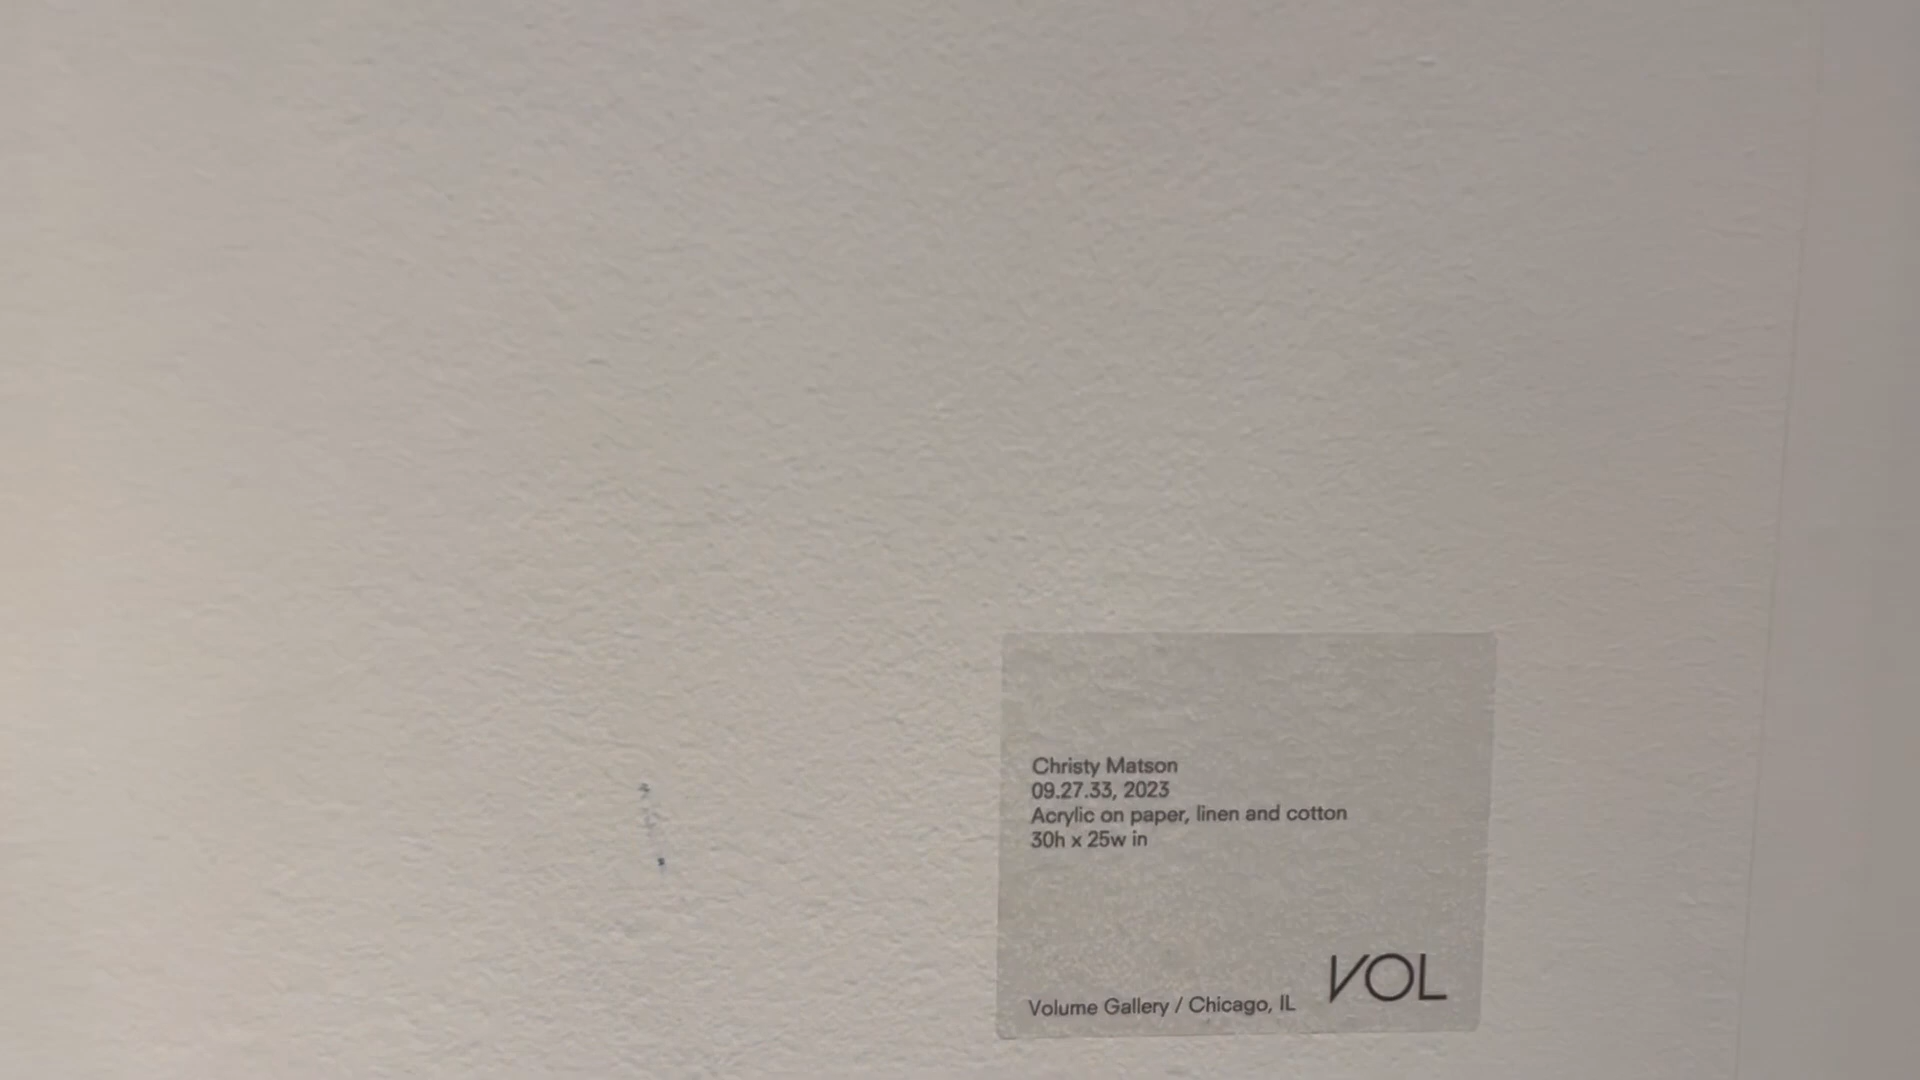 Christy Matson
09.27.33, 2023
Acrylic on paper, linen and cotton
30h x 25w in
Volume Gallery / Chicago, IL
VOL